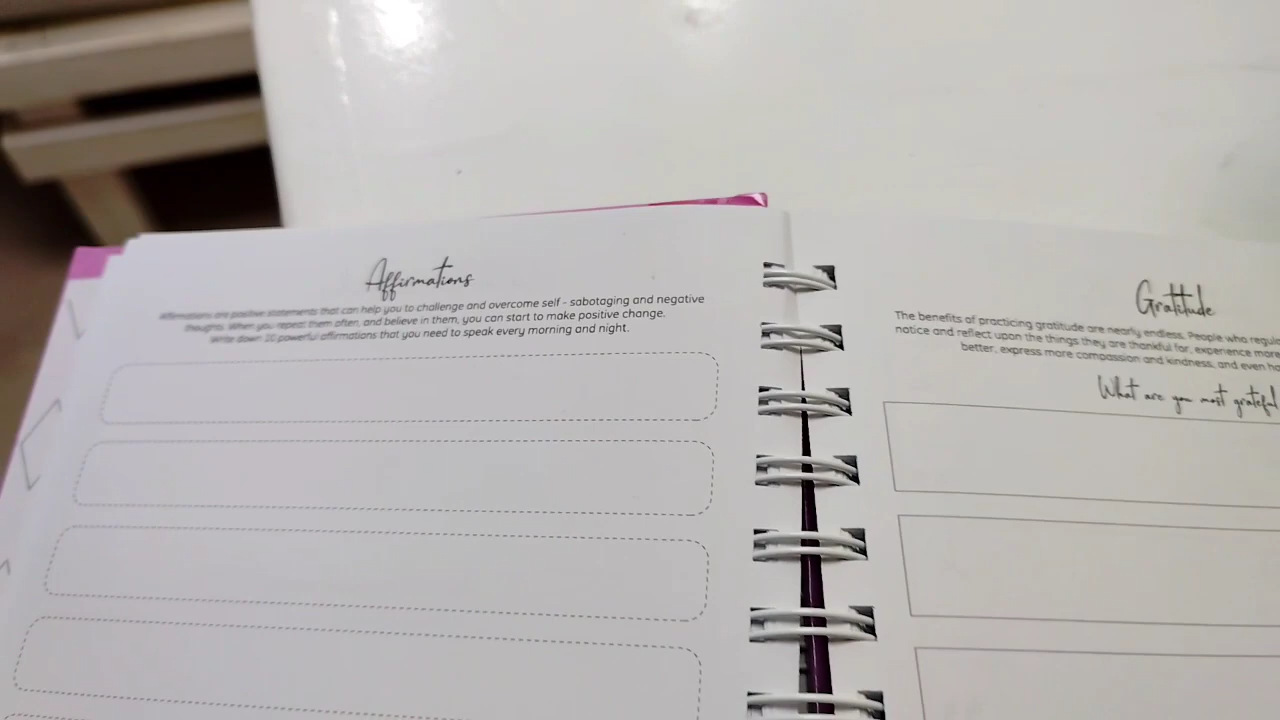 Affirmations
Affirmations are positive statements that can help you to challenge and overcome self - sabotaging and negative
thoughts. When you repeat them often, and believe in them, you can start to make positive change.
Write down 10 powerful affirmations that you need to speak every morning and night.
Gratitude
The benefits of practicing gratitude are nearly endless. People who
notice and reflect upon the things they are thankful for, experience more
better, express more compassion and kindness, and even
What are you most grateful